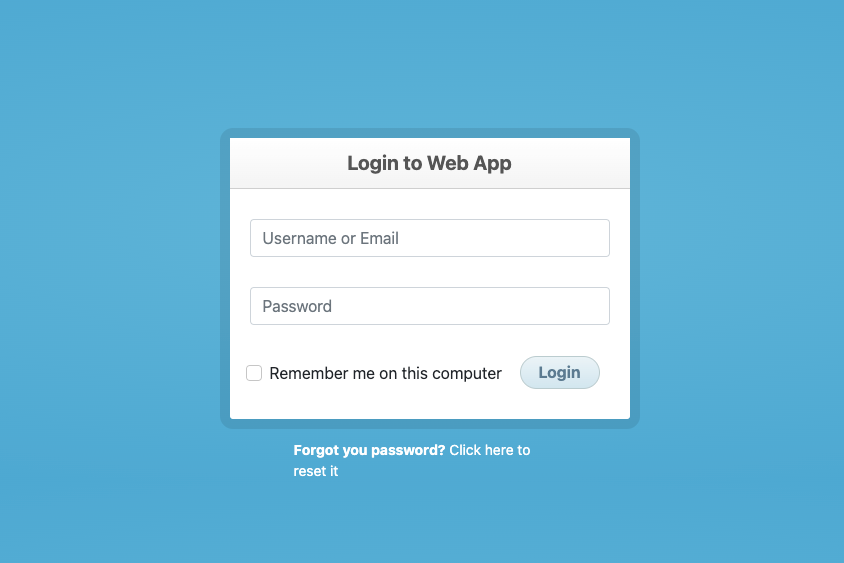 Login to Web App
Username or Email
Password
Remember me on this computer Login
Forgot you password? Click here to
reset it